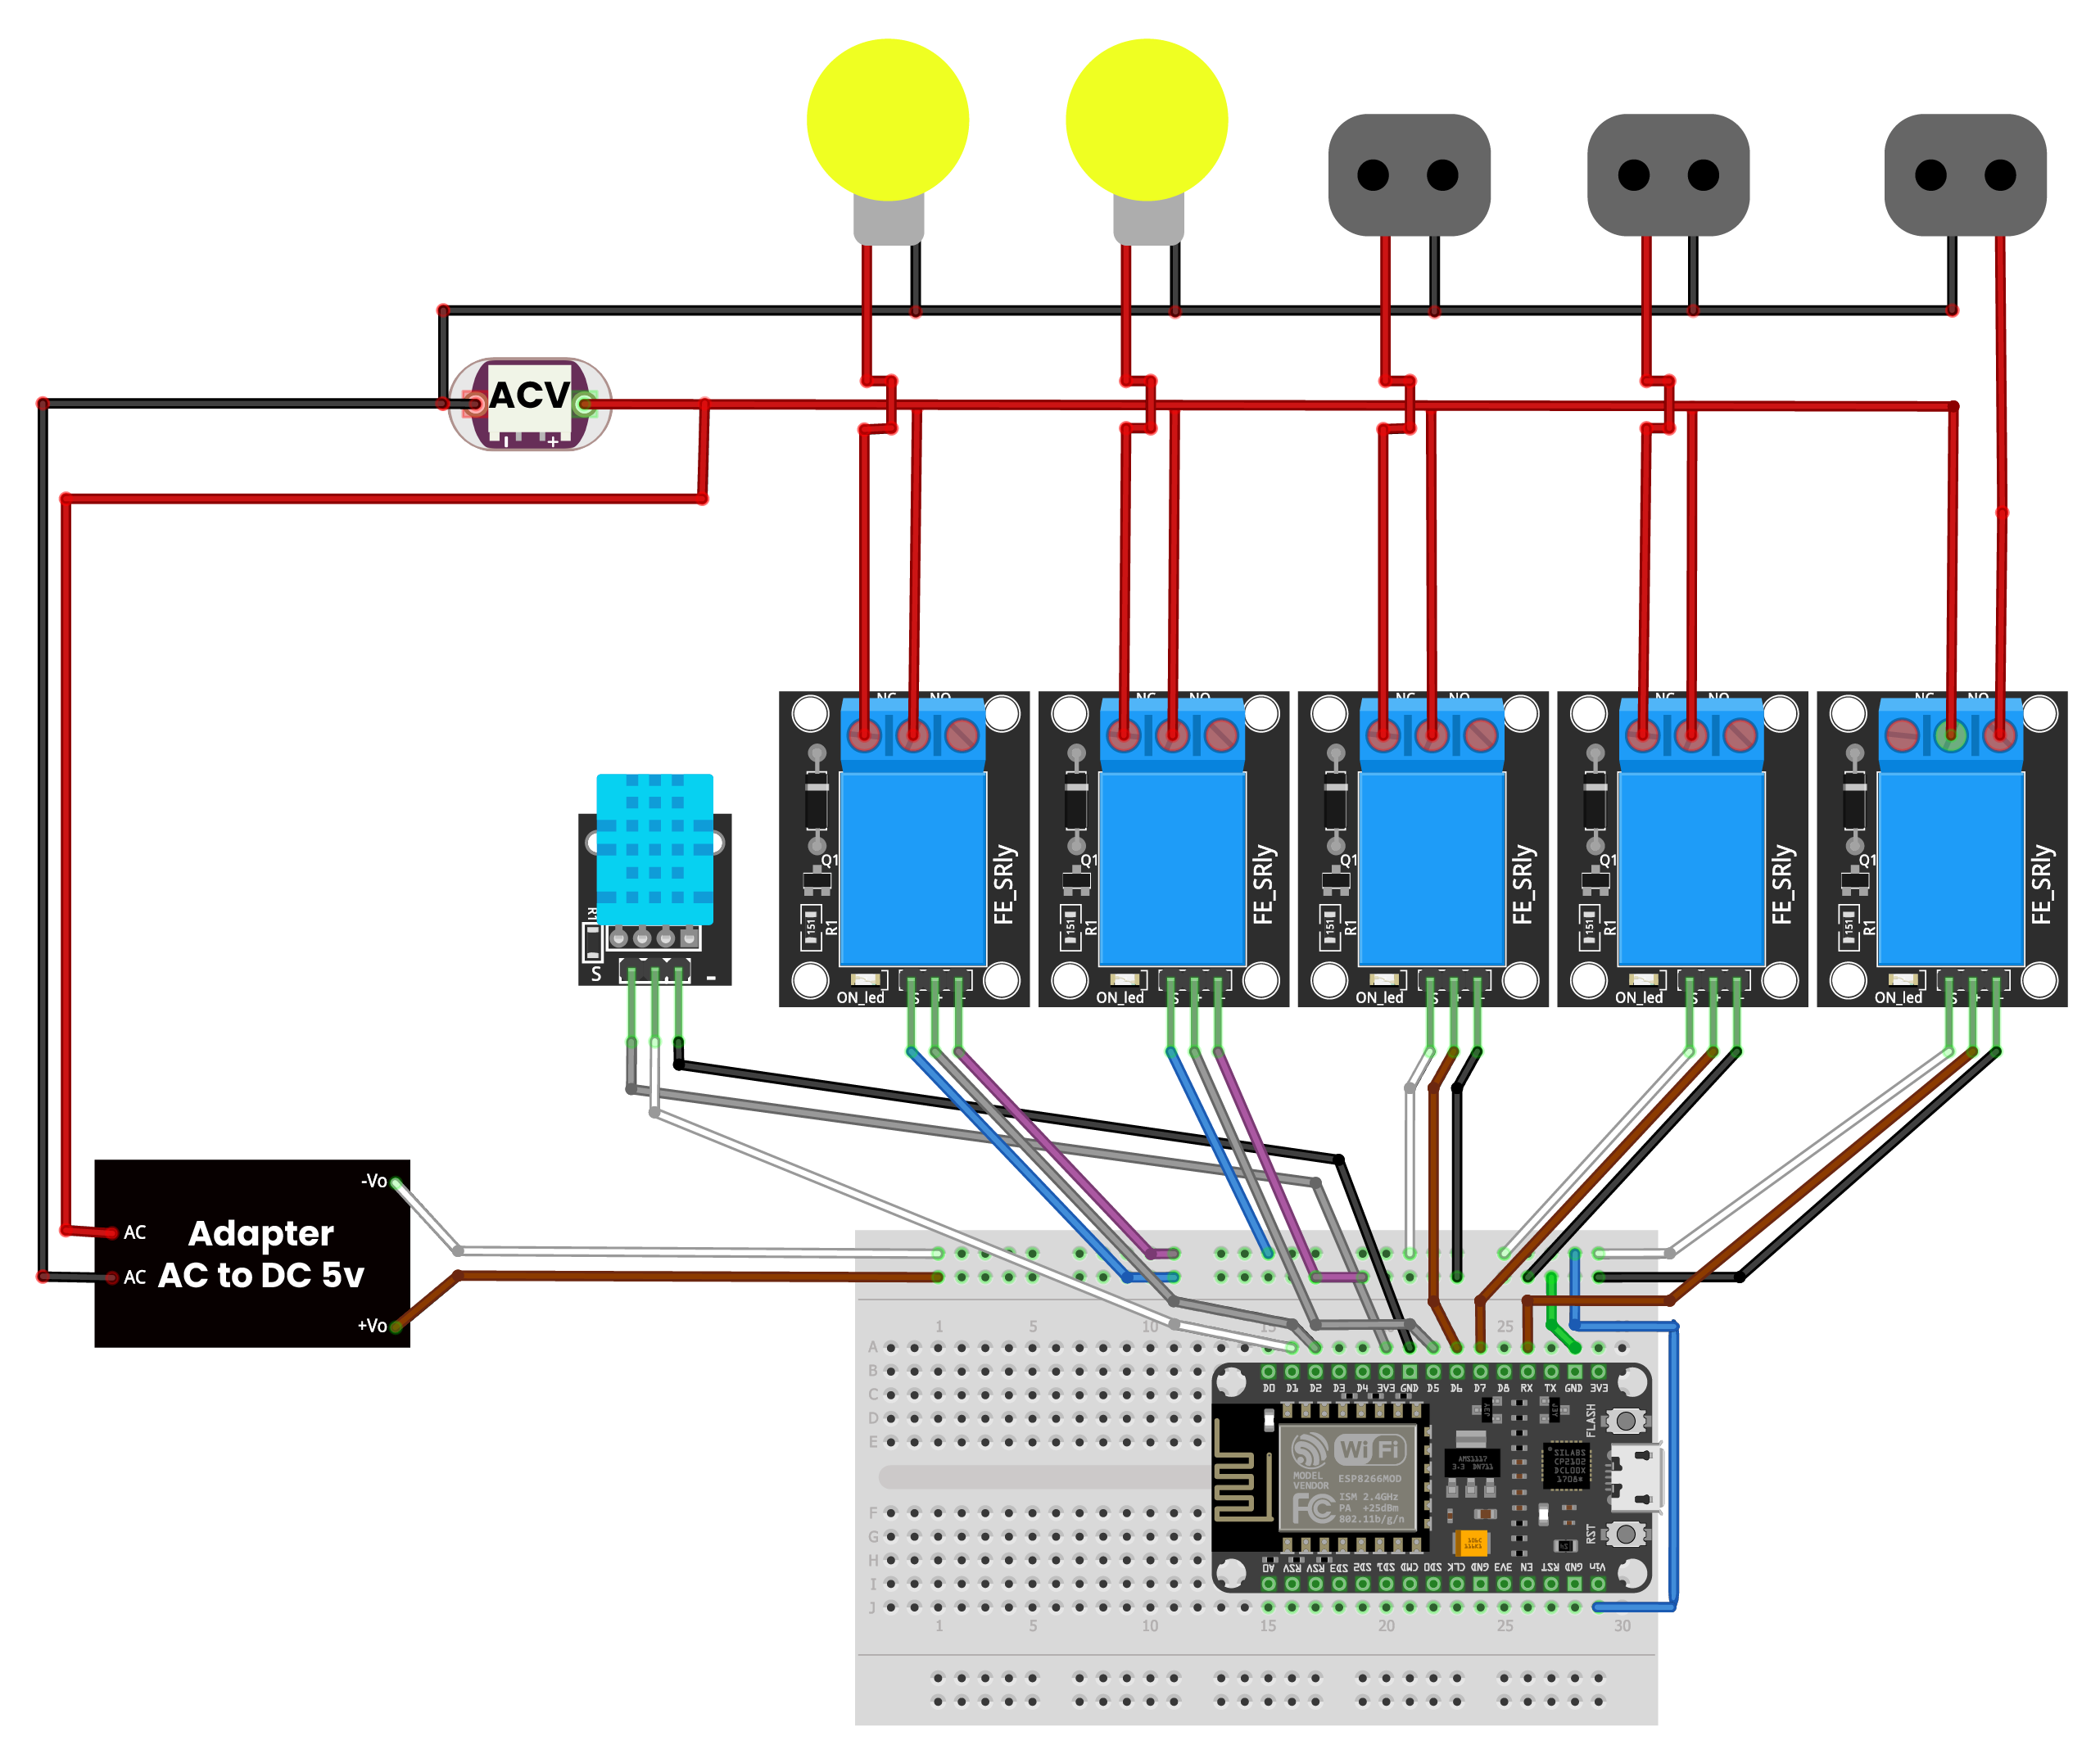 ACV
- +
NC NO
NC NO
NC NO
NC NO
NC NO
Q1
Q1
Q1
Q1
Q1
FE_SRly
FE_SRly
FE_SRly
FE_SRly
FE_SRly
151 R1
151 R1
151 R1
151 R1
151 R1
R1
S -
ON_led S + -
ON_led S + -
ON_led S + -
ON_led S + -
ON_led S + -
-Vo
AC
Adapter
AC AC to DC 5v
+Vo
1 5 10 15 25 30
A
B
C
D
E
F
G
H
I
J
D0 D1 D2 D3 D4 3V3 GND D5 D6 D7 D8 RX TX GND 3V3
FLASH
WiFi
MODEL ESP8266MOD
VENDOR
ISM 2.4GHz
PA +25dBm
802.11b/g/n
FC
AMS1117
3.3 DN711
SILABS
CP2102
DCL00X
1708+
RST
A0 RSV RSV SD3 SD2 SD1 CMD SD0 CLK GND 3V3 EN RST GND Vin
1 5 10 15 20 25 30